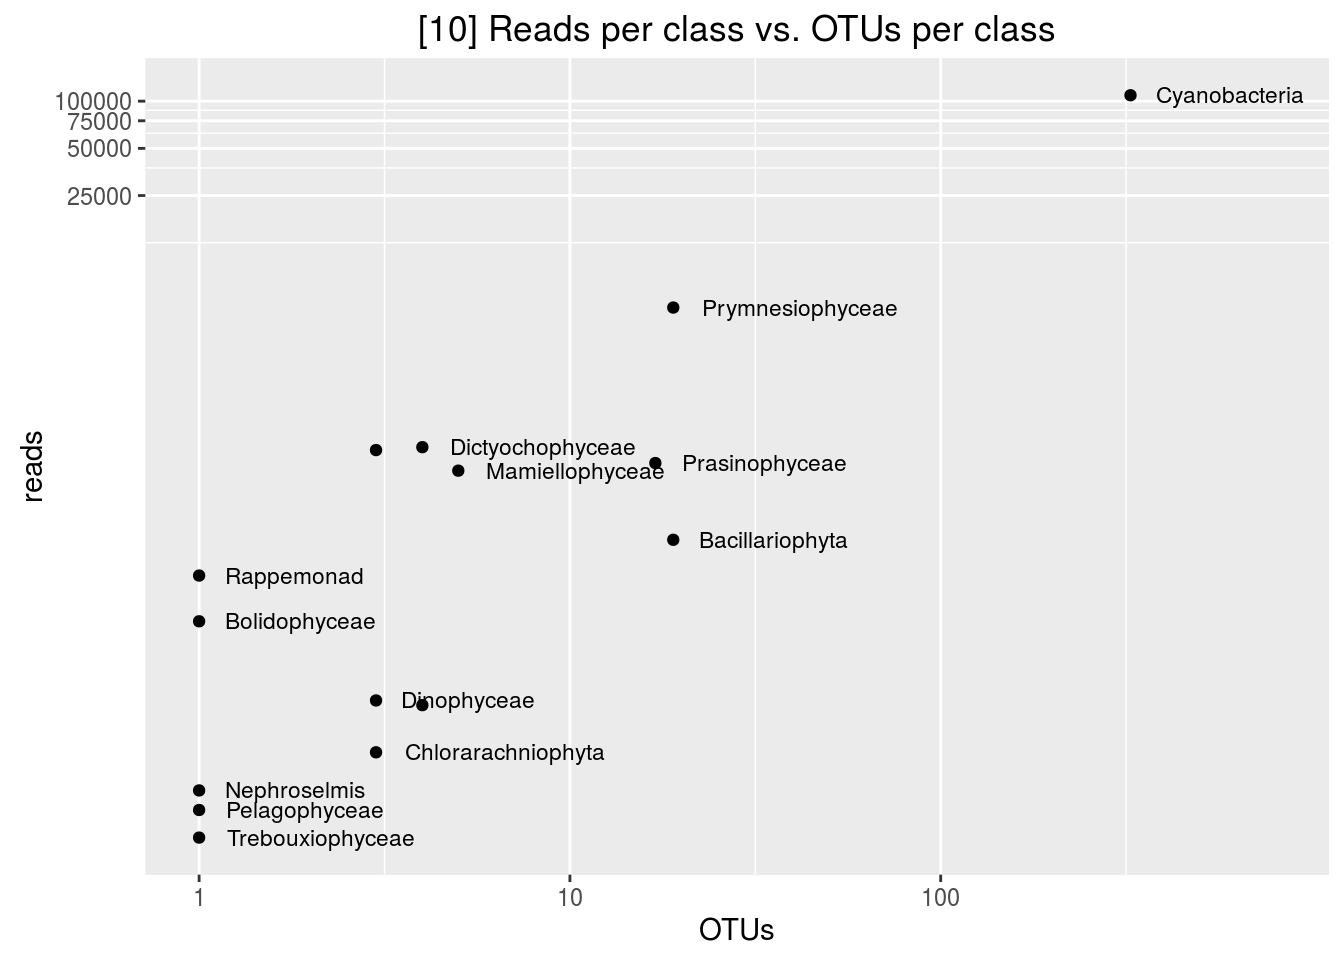 [10] Reads per class vs. OTUs per class
100000
75000
50000
25000
reads
Cyanobacteria
Prymnesiophyceae
Dictyochophyceae
Prasinophyceae
Mamiellophyceae
Bacillariophyta
Rappemonad
Bolidophyceae
Dinophyceae
Chlorarachniophyta
Nephroselmis
Pelagophyceae
Trebouxiophyceae
1 10 100
OTUs